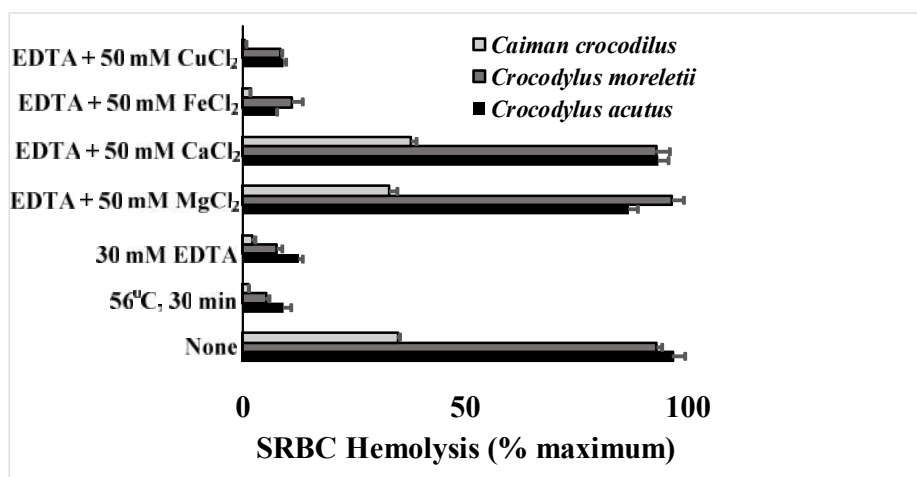 Caiman crocodilus
Crocodylus moreletii
Crocodylus acutus
EDTA + 50 mM CuCl₂
EDTA + 50 mM FeCl₂
EDTA + 50 mM CaCl₂
EDTA + 50 mM MgCl₂
30 mM EDTA
56°C, 30 min
None
0 50 100
SRBC Hemolysis (% maximum)